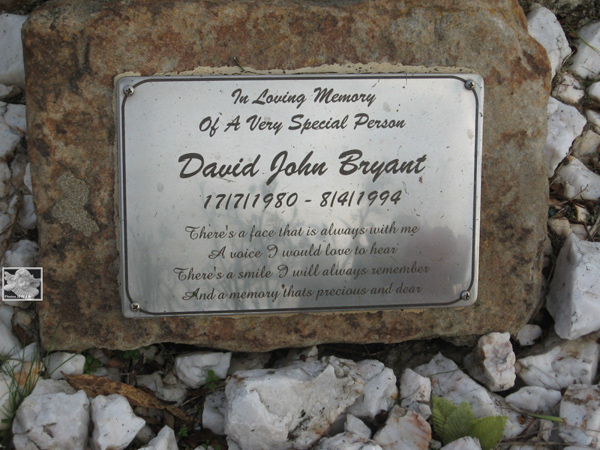 In Loving Memory
Of A Very Special Person
David John Bryant
17/7/1980 - 8/4/1994
There's a face that is always with me
A voice I would love to hear
There's a smile I will always remember
And a memory thats precious and dear